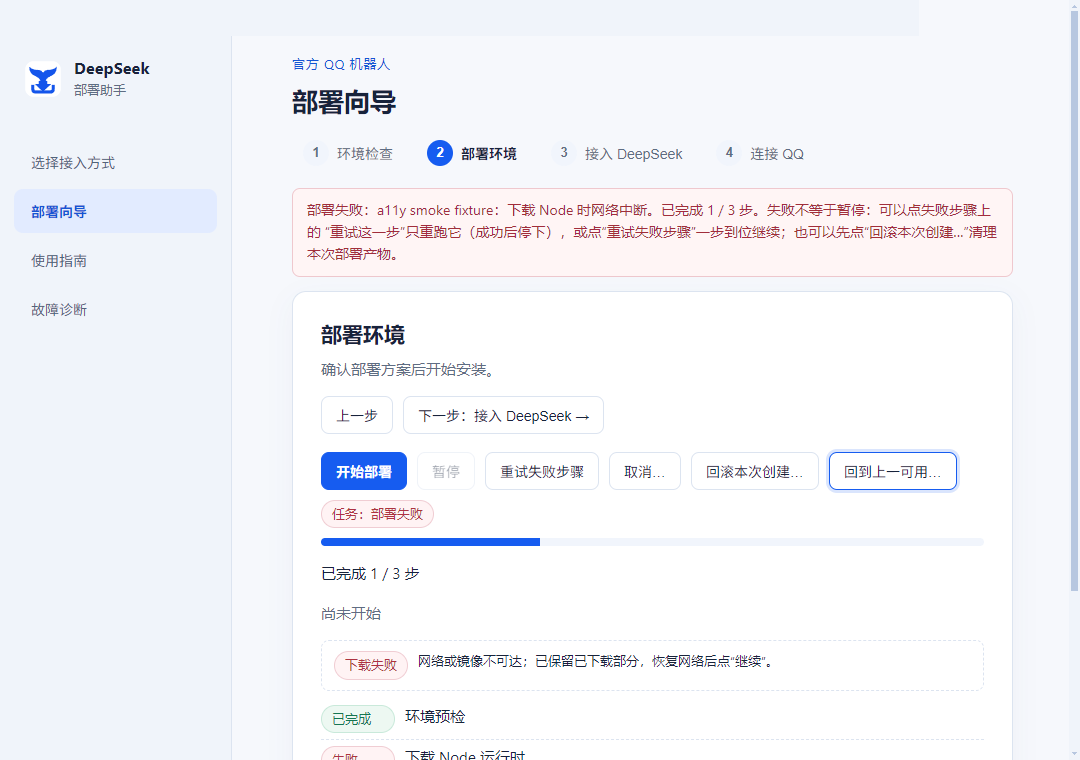 DeepSeek
部署助手
选择接入方式
部署向导
使用指南
故障诊断
官方 QQ 机器人
部署向导
1 环境检查 2 部署环境 3 接入 DeepSeek 4 连接 QQ
部署失败：a11y smoke fixture：下载 Node 时网络中断。已完成 1 / 3 步。失败不等于暂停：可以点失败步骤上
的 “重试这一步”只重跑它（成功后停下），或点“重试失败步骤”一步到位继续；也可以先点“回滚本次创建…”清理
本次部署产物。
部署环境
确认部署方案后开始安装。
上一步 下一步：接入 DeepSeek →
开始部署 暂停 重试失败步骤 取消… 回滚本次创建… 回到上一可用…
任务：部署失败
已完成 1 / 3 步
尚未开始
下载失败 网络或镜像不可达；已保留已下载部分，恢复网络后点“继续”。
已完成 环境预检
失败 下载 Node 运行时